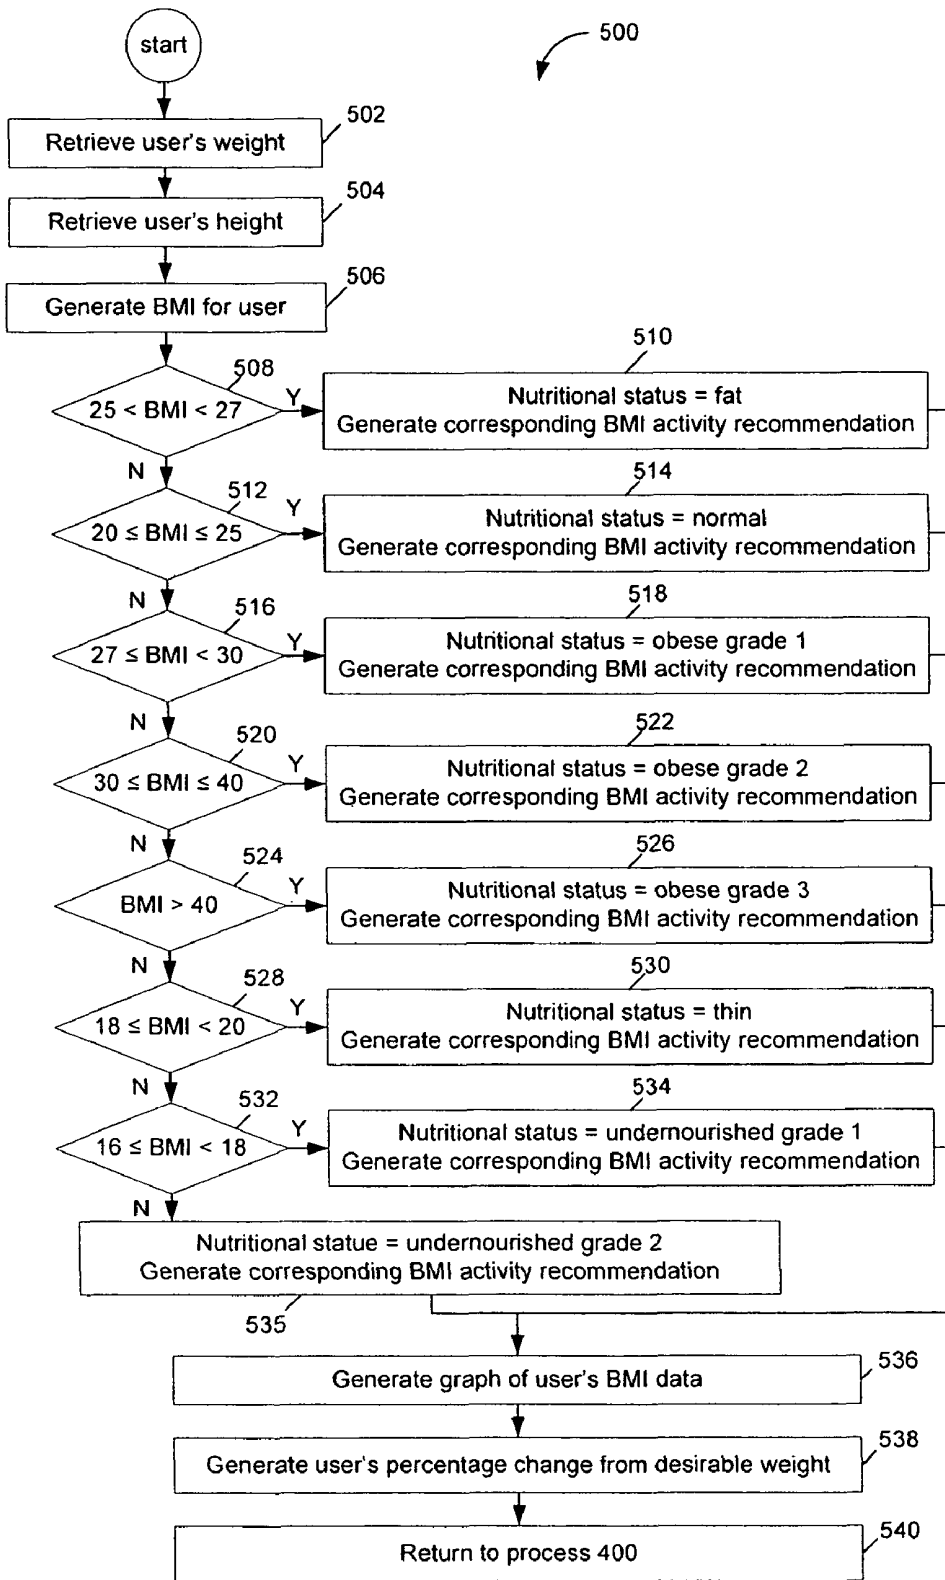 start
500
502
Retrieve user's weight
504
Retrieve user's height
506
Generate BMI for user
508
25 < BMI < 27
Y
510
Nutritional status = fat
Generate corresponding BMI activity recommendation
N
512
20 ≤ BMI ≤ 25
Y
514
Nutritional status = normal
Generate corresponding BMI activity recommendation
N
516
27 ≤ BMI < 30
Y
518
Nutritional status = obese grade 1
Generate corresponding BMI activity recommendation
N
520
30 ≤ BMI ≤ 40
Y
522
Nutritional status = obese grade 2
Generate corresponding BMI activity recommendation
N
524
BMI > 40
Y
526
Nutritional status = obese grade 3
Generate corresponding BMI activity recommendation
N
528
18 ≤ BMI < 20
Y
530
Nutritional status = thin
Generate corresponding BMI activity recommendation
N
532
16 ≤ BMI < 18
Y
534
Nutritional status = undernourished grade 1
Generate corresponding BMI activity recommendation
N
Nutritional statue = undernourished grade 2
Generate corresponding BMI activity recommendation
535
536
Generate graph of user's BMI data
538
Generate user's percentage change from desirable weight
540
Return to process 400